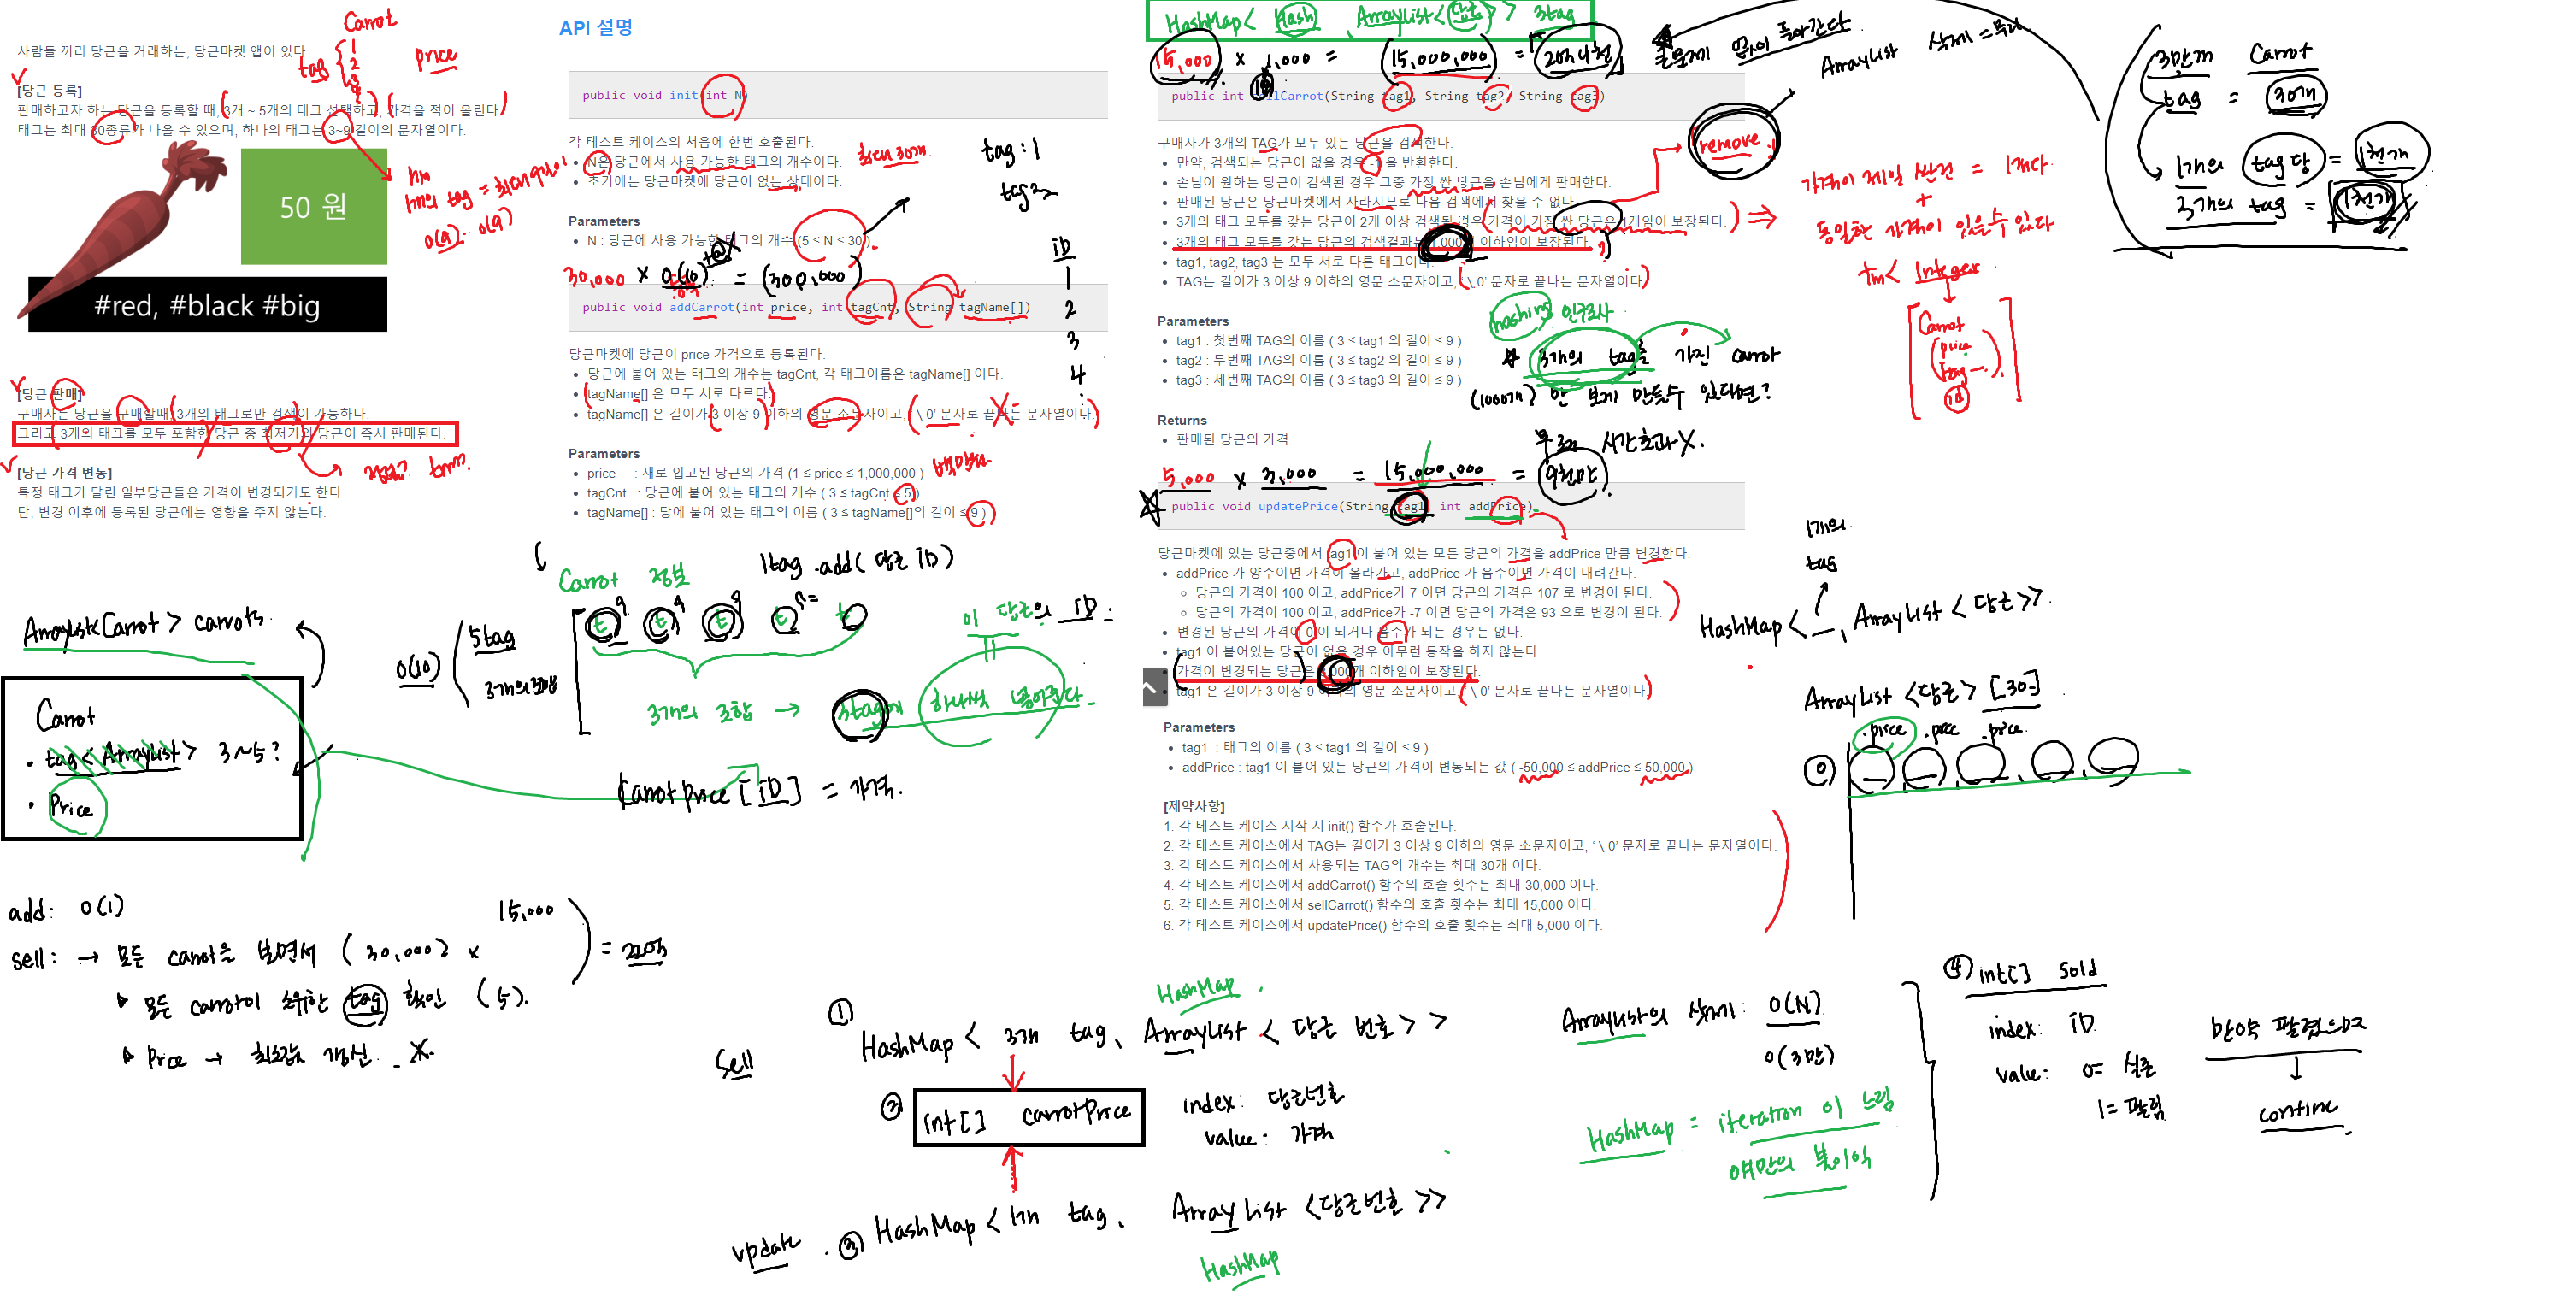 사람들 끼리 당근을 거래하는, 당근마켓 앱이 있다.
Carrot
tag
1
2
3
price
[당근 등록]
판매하고자 하는 당근을 등록할 때, 3개 ~ 5개의 태그 선택하고, 가격을 적어 올린다.
태그는 최대 30종류가 나올 수 있으며, 하나의 태그는 3~9 길이의 문자열이다.
50 원
#red, #black #big
O(9)
O(9)
[당근 판매]
구매자는 당근을 구매할때, 3개의 태그로만 검색이 가능하다.
그리고 3개의 태그를 모두 포함한 당근 중 최저가의 당근이 즉시 판매된다.
[당근 가격 변동]
특정 태그가 달린 일부당근들은 가격이 변경되기도 한다.
단, 변경 이후에 등록된 당근에는 영향을 주지 않는다.
ArrayList<Carrot> carrots
Carrot
tag<ArrayList> 3~5?
Price
add: O(1)
15,000
sell: → 모든 carrot을 보면서 (30,000) x
모든 carrot이 소유한 tag 확인 (5).
Price → 최소값 갱신. X
API 설명
public void init(int N)
각 테스트 케이스의 처음에 한번 호출된다.
N은 당근에서 사용 가능한 태그의 개수이다.
최대 30개.
초기에는 당근마켓에 당근이 없는 상태이다.
tag: 1
Parameters
N : 당근에 사용 가능한 태그의 개수 (5 ≤ N ≤ 30)
30,000 x O(10) = (300,000)
public void addCarrot(int price, int tagCnt, String tagName[])
ID
1
2
3
4
당근마켓에 당근이 price 가격으로 등록된다.
당근에 붙어 있는 태그의 개수는 tagCnt, 각 태그이름은 tagName[] 이다.
tagName[] 은 모두 서로 다르다.
tagName[] 은 길이가 3 이상 9 이하의 영문 소문자이고, ' \ 0' 문자로 끝나는 문자열이다.
Parameters
price : 새로 입고된 당근의 가격 (1 ≤ price ≤ 1,000,000 )
tagCnt : 당근에 붙어 있는 태그의 개수 ( 3 ≤ tagCnt ≤ 5 )
tagName[] : 당에 붙어 있는 태그의 이름 ( 3 ≤ tagName[]의 길이 ≤ 9 )
Carrot 정보
1tag .add( 당근 ID )
t t t t t
이 당근의 ID
O(10)
5tag
3개의 조합
3개의 조합 → 3tag에 하나씩 넣어준다
Carrot price [ID] = 가격.
Sell
① HashMap < 3개 tag, ArrayList < 당근 번호 > >
HashMap
② int[] carrotPrice
index: 당근번호
value: 가격
update. ③ HashMap < 1개 tag, ArrayList <당근번호 >>
HashMap
HashMap< Hash, ArrayList<당근> > 3tag
15,000 x 1,000 = (15,000,000) =
public int sellCarrot(String tag1, String tag2, String tag3)
구매자가 3개의 TAG가 모두 있는 당근을 검색한다.
만약, 검색되는 당근이 없을 경우 -1 을 반환한다.
손님이 원하는 당근이 검색된 경우 그중 가장 싼 당근을 손님에게 판매한다.
판매된 당근은 당근마켓에서 사라지므로 다음 검색에서 찾을 수 없다.
3개의 태그 모두를 갖는 당근이 2개 이상 검색될 경우 가격이 가장 싼 당근은 1개임이 보장된다.
3개의 태그 모두를 갖는 당근의 검색결과는 1,000개 이하임이 보장된다.
tag1, tag2, tag3 는 모두 서로 다른 태그이다.
TAG는 길이가 3 이상 9 이하의 영문 소문자이고, ' \ 0' 문자로 끝나는 문자열이다.
remove
ArrayList 삭제 = 무리
가격이 제일 싼건 = 1개다
+
동일한 가격이 있을수 있다
tm< Integer
Carrot
price
tag
id
3만개 Carrot
tag = 30개
1개의 tag당 = 1천개
3개의 tag = 1천개
Parameters
tag1 : 첫번째 TAG의 이름 ( 3 ≤ tag1 의 길이 ≤ 9 )
tag2 : 두번째 TAG의 이름 ( 3 ≤ tag2 의 길이 ≤ 9 )
tag3 : 세번째 TAG의 이름 ( 3 ≤ tag3 의 길이 ≤ 9 )
hashing 인구조사
3개의 tag를 가진 carrot
(1000개) 만 보게 만들수 있다면?
시간초과 X.
Returns
판매된 당근의 가격
5,000 x 3,000 = 15,000,000 = 9천만
public void updatePrice(String tag1, int addPrice)
당근마켓에 있는 당근중에서 tag1 이 붙어 있는 모든 당근의 가격을 addPrice 만큼 변경한다.
addPrice 가 양수이면 가격이 올라가고, addPrice 가 음수이면 가격이 내려간다.
당근의 가격이 100 이고, addPrice가 7 이면 당근의 가격은 107 로 변경이 된다.
당근의 가격이 100 이고, addPrice가 -7 이면 당근의 가격은 93 으로 변경이 된다.
변경된 당근의 가격이 0 이 되거나 음수가 되는 경우는 없다.
tag1 이 붙어있는 당근이 없을 경우 아무런 동작을 하지 않는다.
가격이 변경되는 당근은 3,000개 이하임이 보장된다.
tag1 은 길이가 3 이상 9 이하의 영문 소문자이고, ' \ 0' 문자로 끝나는 문자열이다.
Parameters
tag1 : 태그의 이름 ( 3 ≤ tag1 의 길이 ≤ 9 )
addPrice : tag1 이 붙어 있는 당근의 가격이 변동되는 값 ( -50,000 ≤ addPrice ≤ 50,000 )
[제약사항]
1. 각 테스트 케이스 시작 시 init() 함수가 호출된다.
2. 각 테스트 케이스에서 TAG는 길이가 3 이상 9 이하의 영문 소문자이고, ' \ 0' 문자로 끝나는 문자열이다.
3. 각 테스트 케이스에서 사용되는 TAG의 개수는 최대 30개 이다.
4. 각 테스트 케이스에서 addCarrot() 함수의 호출 횟수는 최대 30,000 이다.
5. 각 테스트 케이스에서 sellCarrot() 함수의 호출 횟수는 최대 15,000 이다.
6. 각 테스트 케이스에서 updatePrice() 함수의 호출 횟수는 최대 5,000 이다.
1개의
tag
HashMap < , ArrayList < 당근 >>.
ArrayList <당근> [30]
.price .price .price
ArrayList의 삭제: O(N)
O(3만)
HashMap = iteration 이 느림
④ int[] Sold
index: ID
value: 0= 실존
1= 팔림
만약 팔렸으면
↓
continue